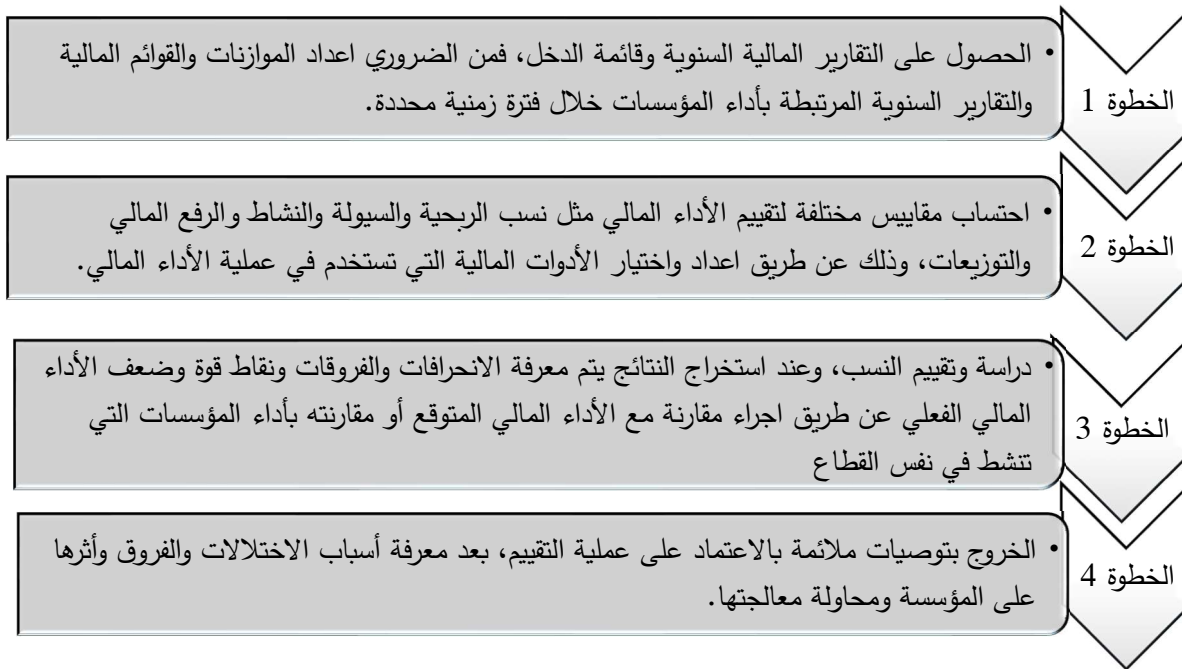 الخطوة 1
• الحصول على التقارير المالية السنوية وقائمة الدخل، فمن الضروري اعداد الموازنات والقوائم المالية
والتقارير السنوية المرتبطة بأداء المؤسسات خلال فترة زمنية محددة.
الخطوة 2
• احتساب مقاييس مختلفة لتقييم الأداء المالي مثل نسب الربحية والسيولة والنشاط والرفع المالي
والتوزيعات، وذلك عن طريق اعداد واختيار الأدوات المالية التي تستخدم في عملية الأداء المالي.
الخطوة 3
• دراسة وتقييم النسب، وعند استخراج النتائج يتم معرفة الانحرافات والفروقات ونقاط قوة وضعف الأداء
المالي الفعلي عن طريق اجراء مقارنة مع الأداء المالي المتوقع أو مقارنته بأداء المؤسسات التي
تنشط في نفس القطاع
الخطوة 4
• الخروج بتوصيات ملائمة بالاعتماد على عملية التقييم، بعد معرفة أسباب الاختلالات والفروق وأثرها
على المؤسسة ومحاولة معالجتها.